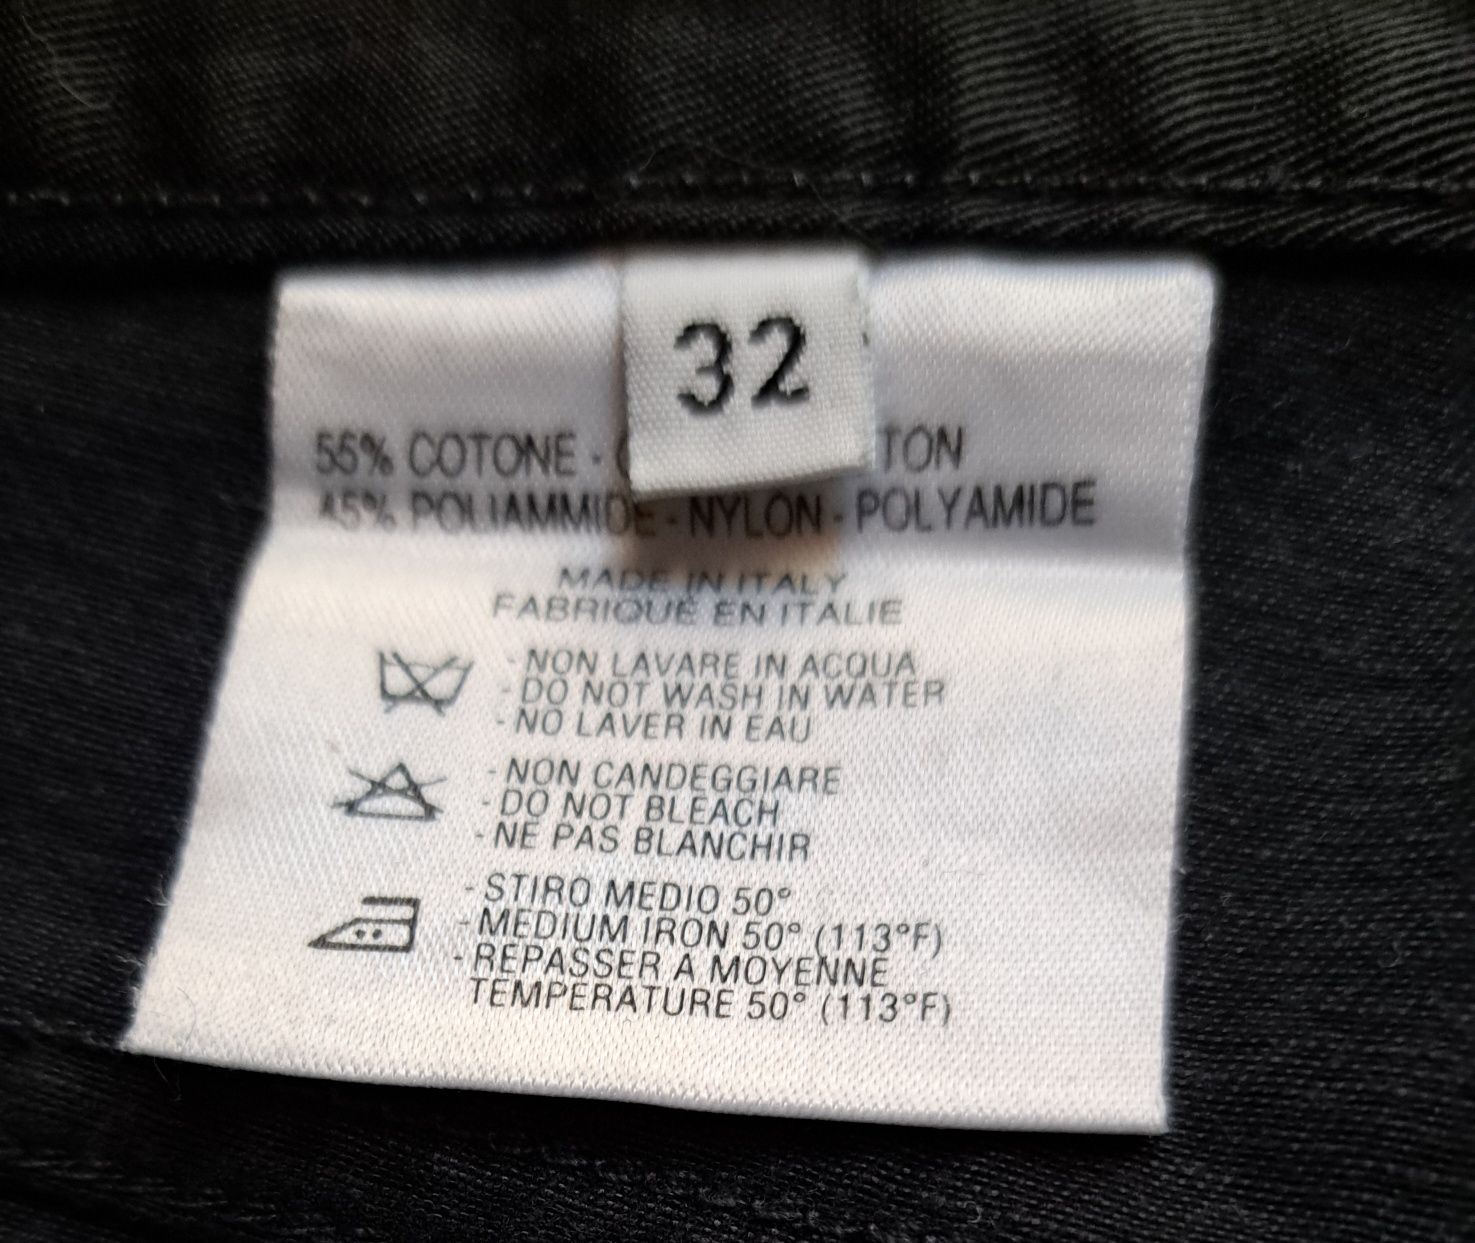 32
55% COTONE - TON
45% POLIAMMIDE - NYLON - POLYAMIDE
MADE IN ITALY
FABRIQUÉ EN ITALIE
- NON LAVARE IN ACQUA
- DO NOT WASH IN WATER
- NO LAVER IN EAU
- NON CANDEGGIARE
- DO NOT BLEACH
- NE PAS BLANCHIR
- STIRO MEDIO 50°
- MEDIUM IRON 50° (113°F)
- REPASSER A MOYENNE
TEMPERATURE 50° (113°F)